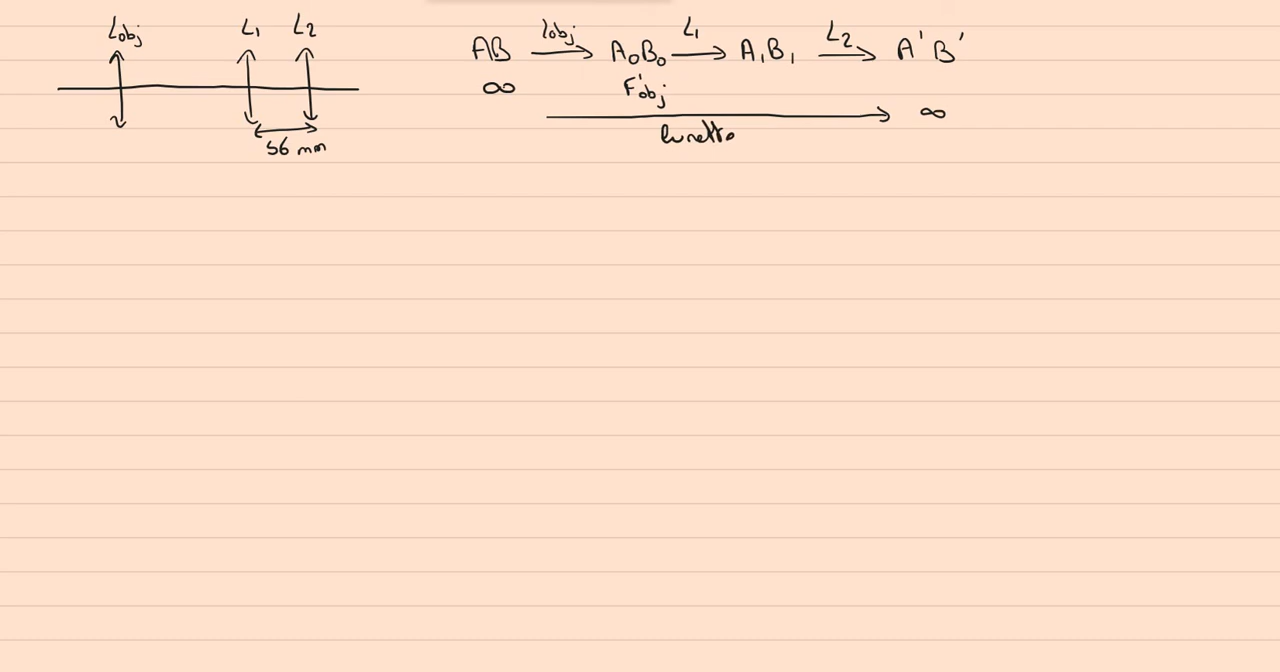 Lobj L₁ L₂
56 mm
AB lobj→ A₀B₀ L₁→ A₁B₁ L₂→ A'B'
∞ F'obj ∞
lunette